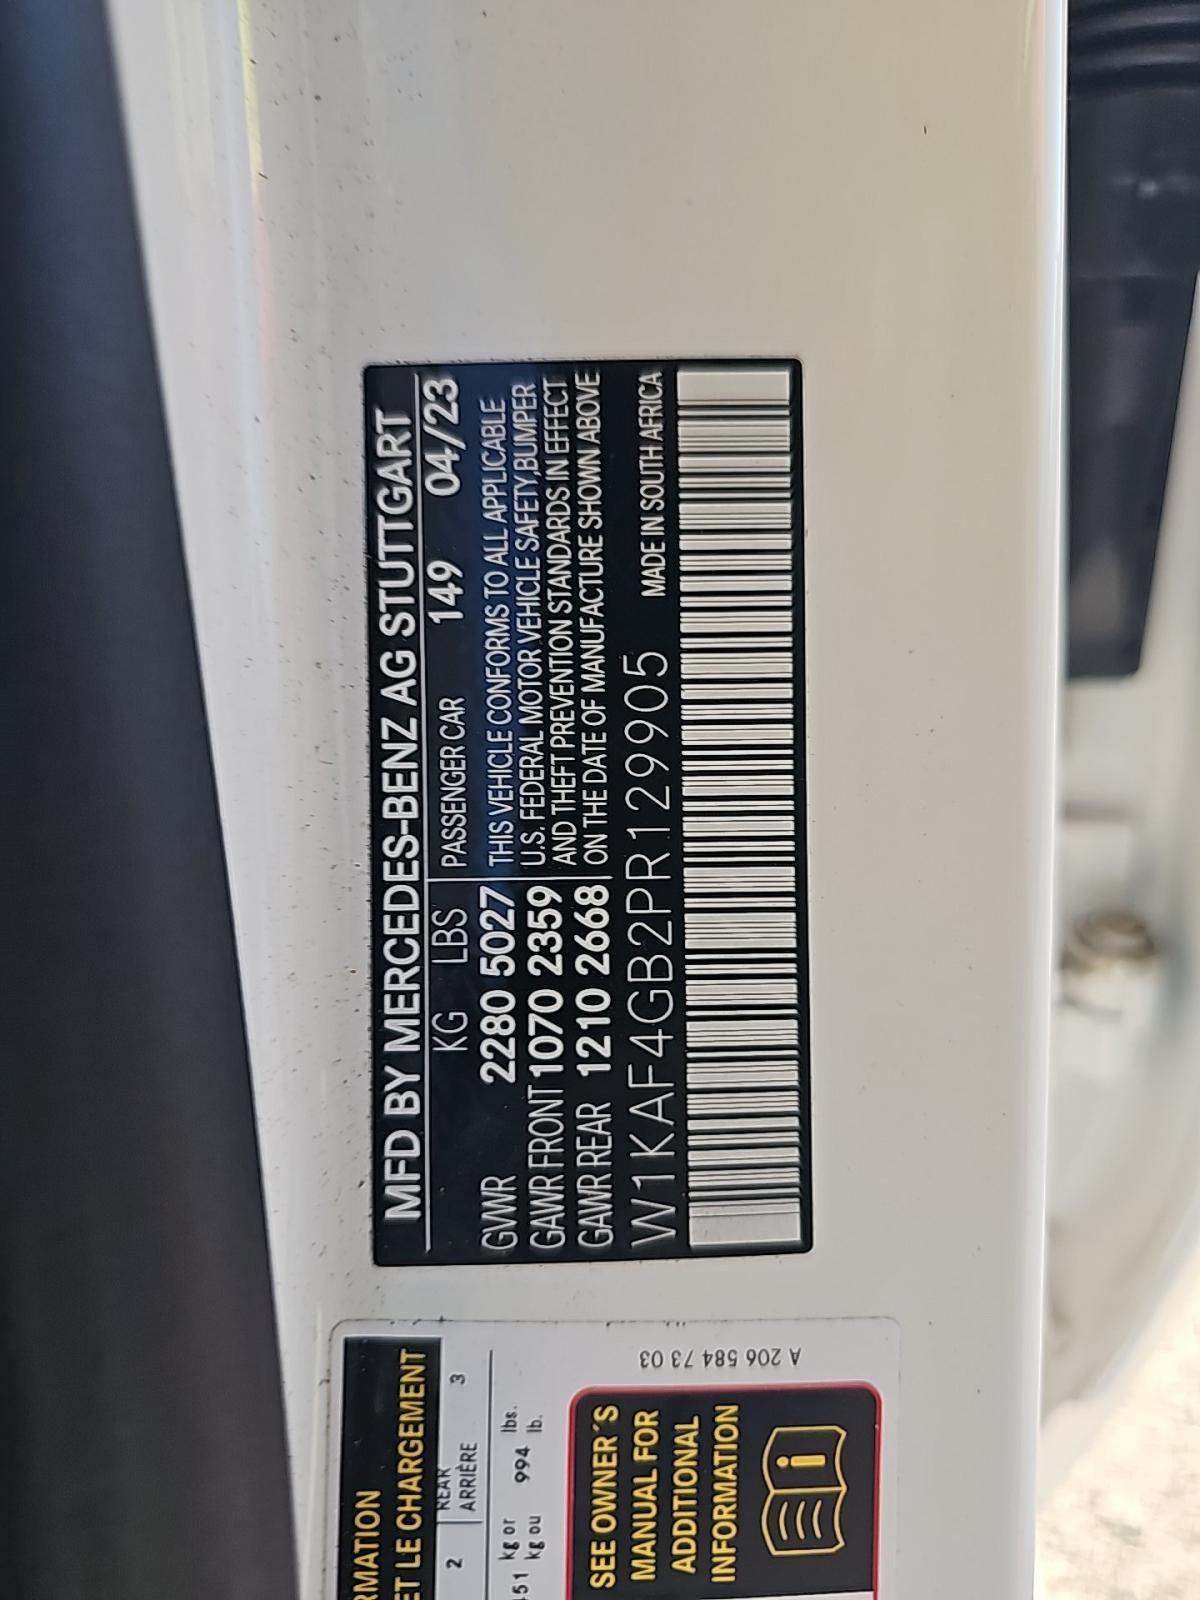 MFD BY MERCEDES-BENZ AG STUTTGART
KG LBS PASSENGER CAR 149 04/23
GVWR 2280 5027 THIS VEHICLE CONFORMS TO ALL APPLICABLE
GAWR FRONT 1070 2359 U.S. FEDERAL MOTOR VEHICLE SAFETY,BUMPER
AND THEFT PREVENTION STANDARDS IN EFFECT
GAWR REAR 1210 2668 ON THE DATE OF MANUFACTURE SHOWN ABOVE
W1KAF4GB2PR129905 MADE IN SOUTH AFRICA
RMATION
ET LE CHARGEMENT
2 REAR 3
ARRIÈRE
451 kg or 994 lbs.
kg ou lb.
SEE OWNER´S
MANUAL FOR
ADDITIONAL
INFORMATION
A 206 584 73 03